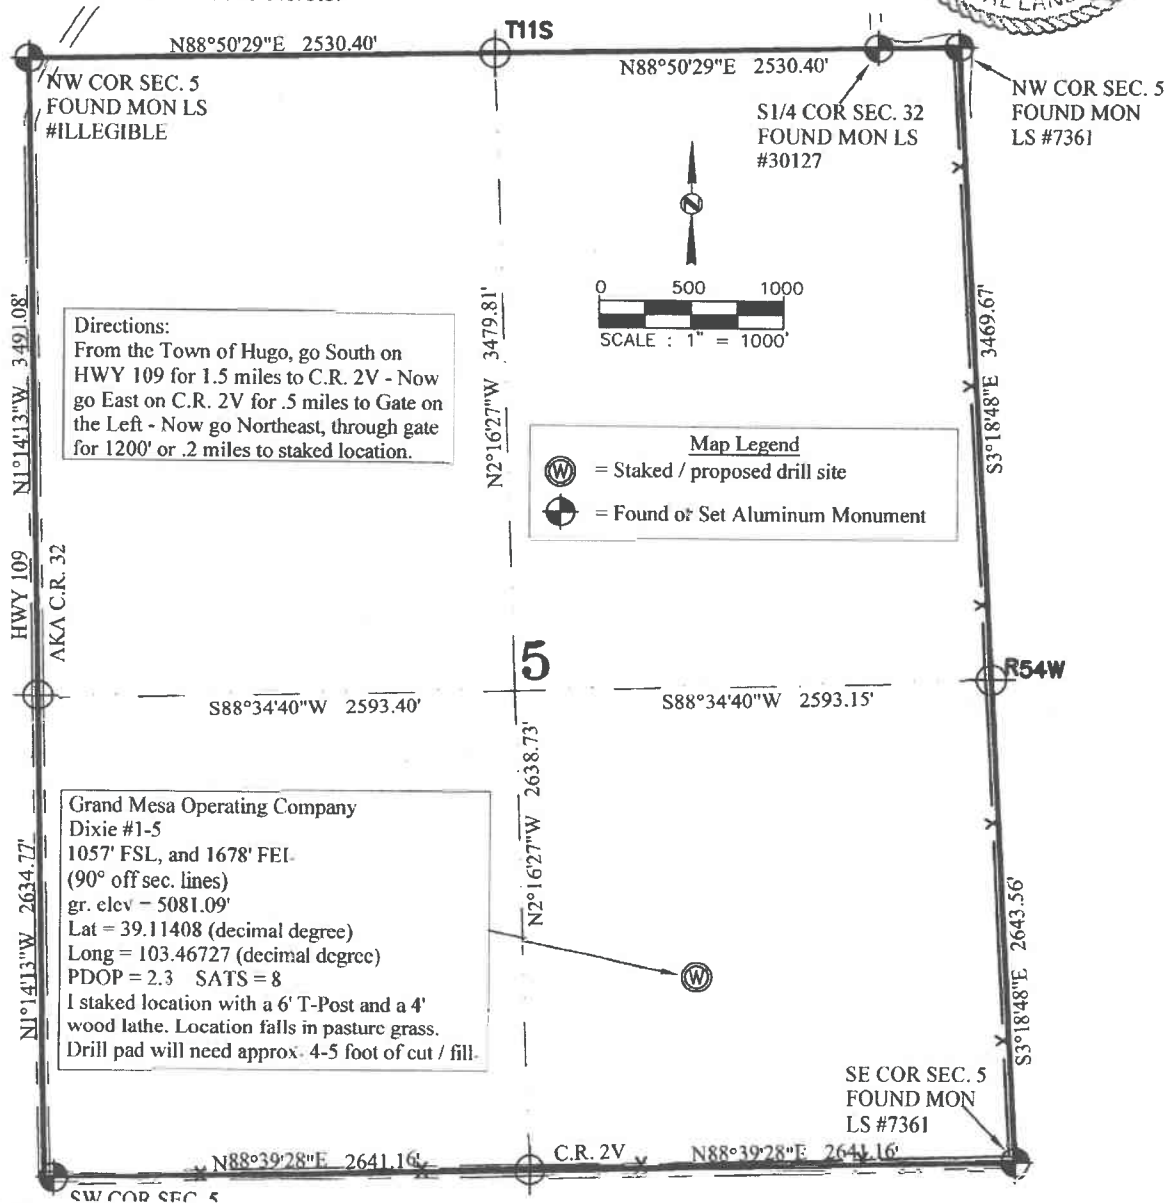 AL LAND
T11S
N88°50'29"E 2530.40'
N88°50'29"E 2530.40'
NW COR SEC. 5
FOUND MON LS
#ILLEGIBLE
S1/4 COR SEC. 32
FOUND MON LS
#30127
NW COR SEC. 5
FOUND MON
LS #7361
N
0 500 1000
SCALE : 1" = 1000'
N1°14'13"W 3491.08'
Directions:
From the Town of Hugo, go South on
HWY 109 for 1.5 miles to C.R. 2V - Now
go East on C.R. 2V for .5 miles to Gate on
the Left - Now go Northeast, through gate
for 1200' or .2 miles to staked location.
N2°16'27"W 3479.81'
S3°18'48"E 3469.67'
Map Legend
W = Staked / proposed drill site
= Found or Set Aluminum Monument
HWY 109
AKA C.R. 32
5
R54W
S88°34'40"W 2593.40'
S88°34'40"W 2593.15'
N1°14'13"W 2634.77'
Grand Mesa Operating Company
Dixie #1-5
1057' FSL, and 1678' FEL
(90° off sec. lines)
gr. elev = 5081.09'
Lat = 39.11408 (decimal degree)
Long = 103.46727 (decimal degree)
PDOP = 2.3 SATS = 8
I staked location with a 6' T-Post and a 4'
wood lathe. Location falls in pasture grass.
Drill pad will need approx. 4-5 foot of cut / fill.
N2°16'27"W 2638.73'
W
S3°18'48"E 2643.56'
SE COR SEC. 5
FOUND MON
LS #7361
N88°39'28"E 2641.16'
C.R. 2V
N88°39'28"E 2641.16'
SW COR SEC. 5